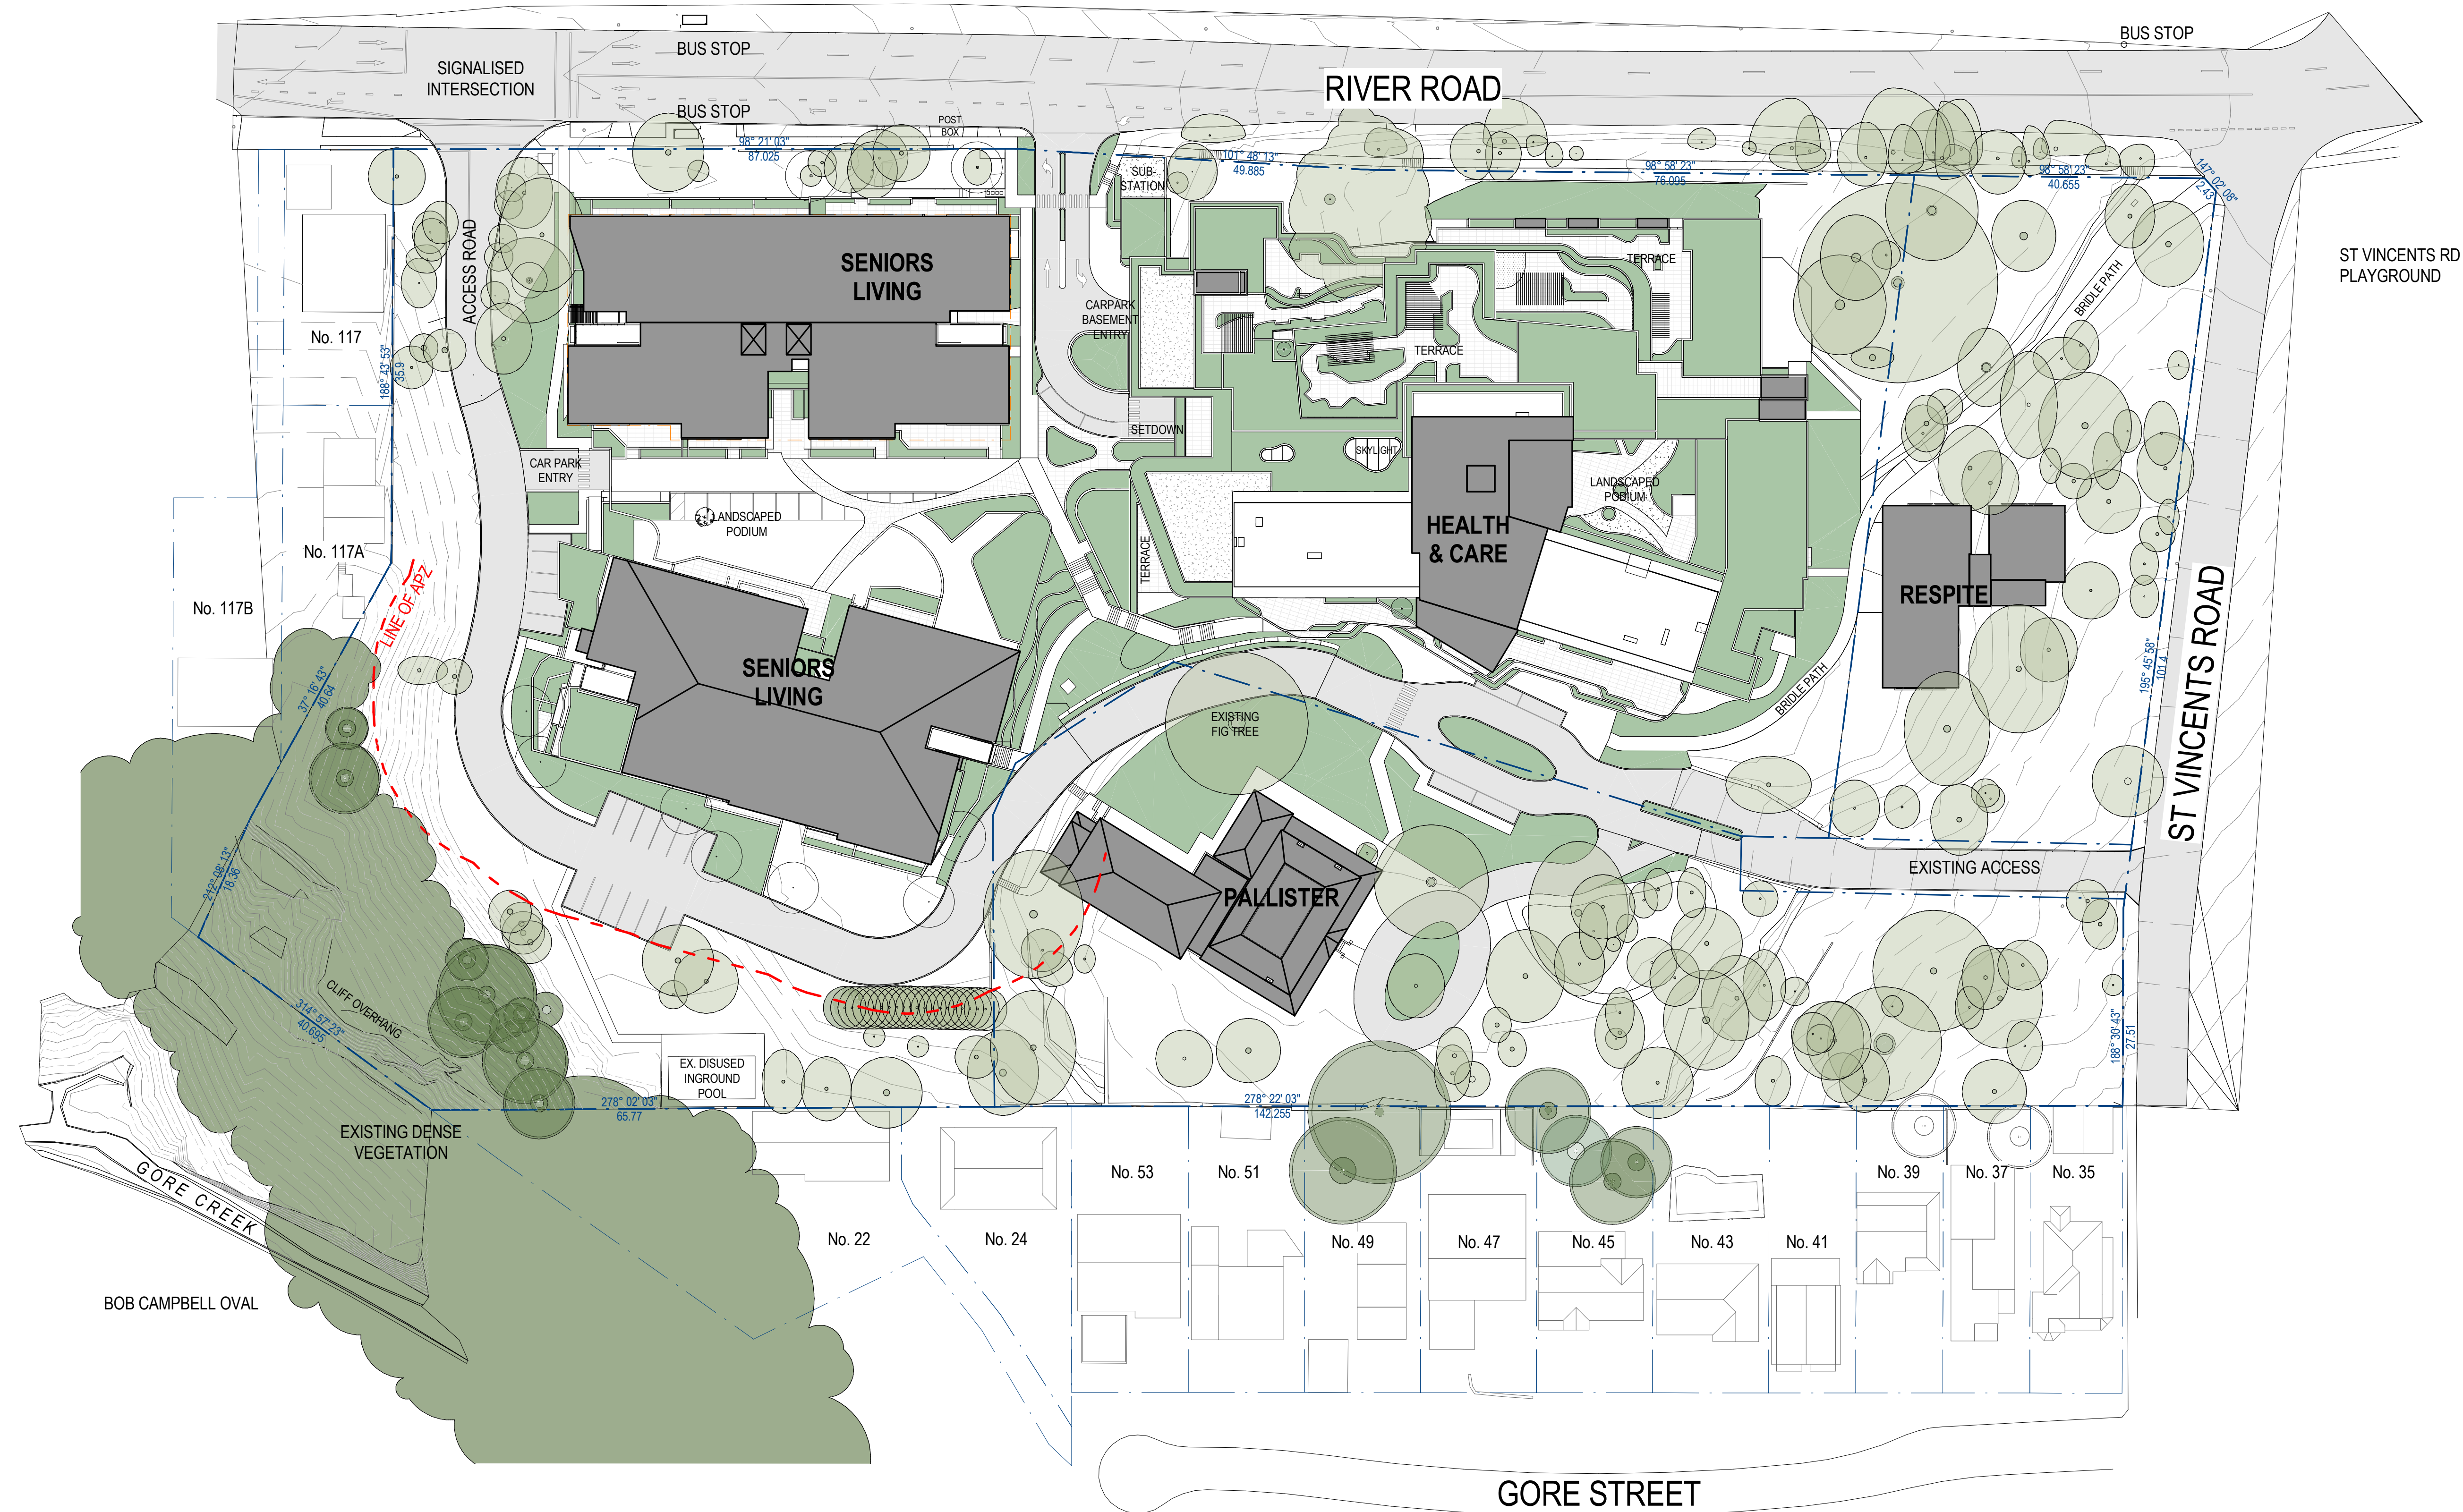 BUS STOP
BUS STOP
SIGNALISED
INTERSECTION
RIVER ROAD
BUS STOP
POST
BOX
98° 21' 03"
87.025
101° 48' 13"
49.885
98° 58' 23"
76.095
98° 58' 23"
40.655
147° 02' 08"
2.43
SUB-
STATION
ACCESS ROAD
SENIORS
LIVING
TERRACE
ST VINCENTS RD
PLAYGROUND
BRIDLE PATH
CARPARK
BASEMENT
ENTRY
No. 117
188° 43' 53"
35.9
TERRACE
SETDOWN
SKYLIGHT
CAR PARK
ENTRY
LANDSCAPED
PODIUM
LANDSCAPED
PODIUM
HEALTH
& CARE
No. 117A
TERRACE
LINE OF APZ
No. 117B
RESPITE
ST VINCENTS ROAD
195° 45' 58"
101.4
37° 16' 43"
40.64
SENIORS
LIVING
BRIDLE PATH
EXISTING
FIG TREE
212° 08' 13"
18.36
EXISTING ACCESS
PALLISTER
CLIFF OVERHANG
314° 57' 23"
40.695
188° 30' 43"
27.51
EX. DISUSED
INGROUND
POOL
278° 02' 03"
65.77
278° 22' 03"
142.255
EXISTING DENSE
VEGETATION
GORE CREEK
No. 53
No. 51
No. 39
No. 37
No. 35
No. 22
No. 24
No. 49
No. 47
No. 45
No. 43
No. 41
BOB CAMPBELL OVAL
GORE STREET